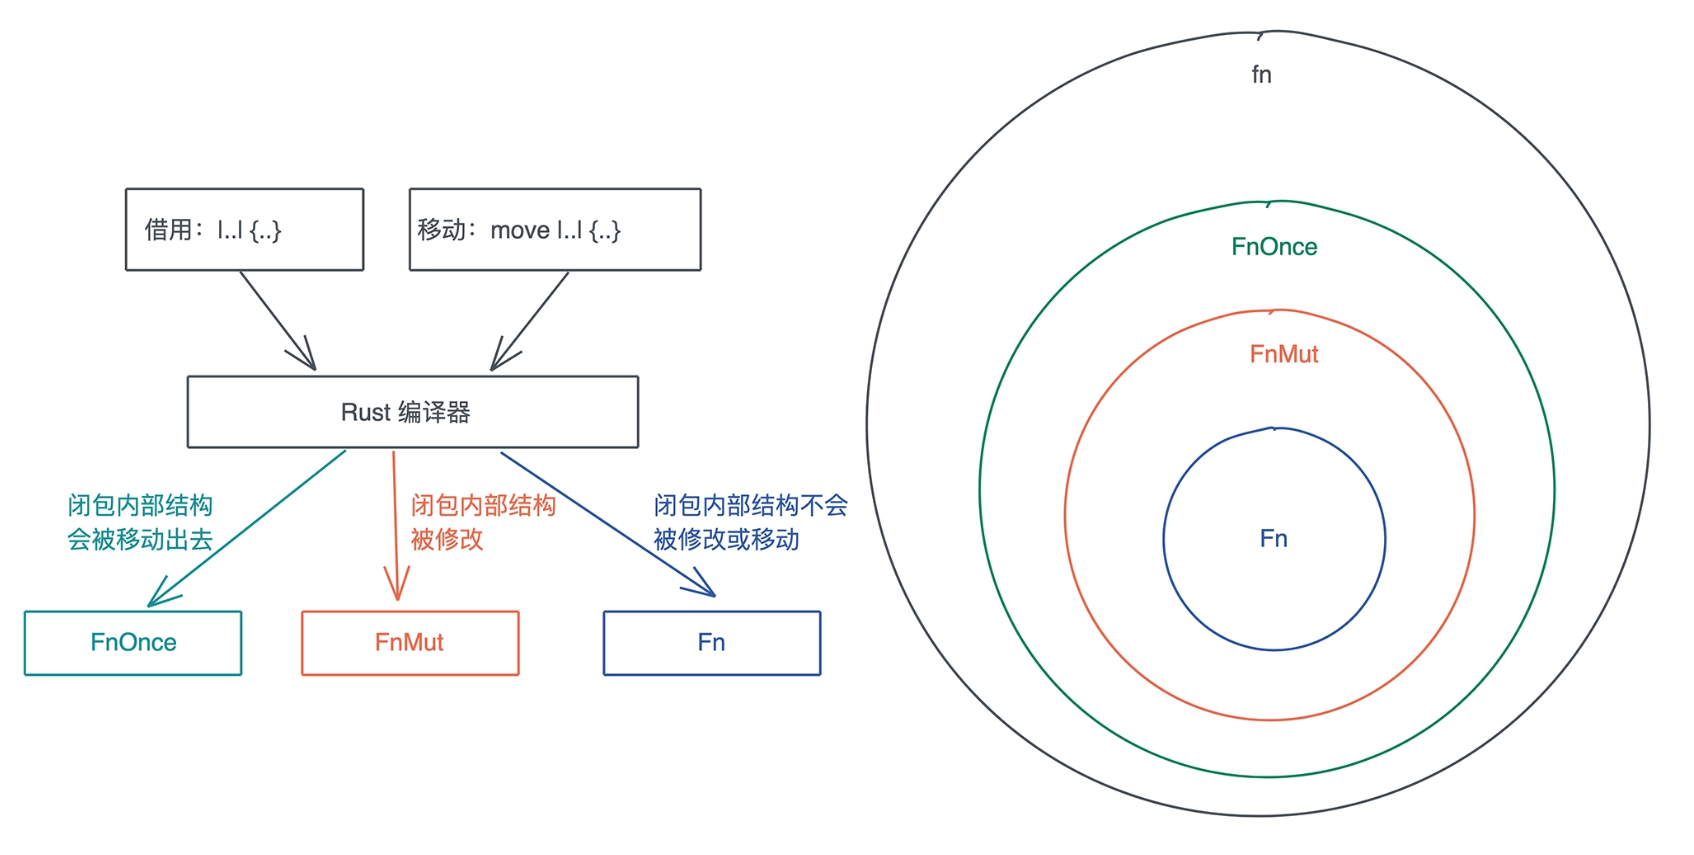 借用：|..| {..}
移动：move |..| {..}
Rust 编译器
闭包内部结构
会被移动出去
闭包内部结构
被修改
闭包内部结构不会
被修改或移动
FnOnce
FnMut
Fn
fn
FnOnce
FnMut
Fn